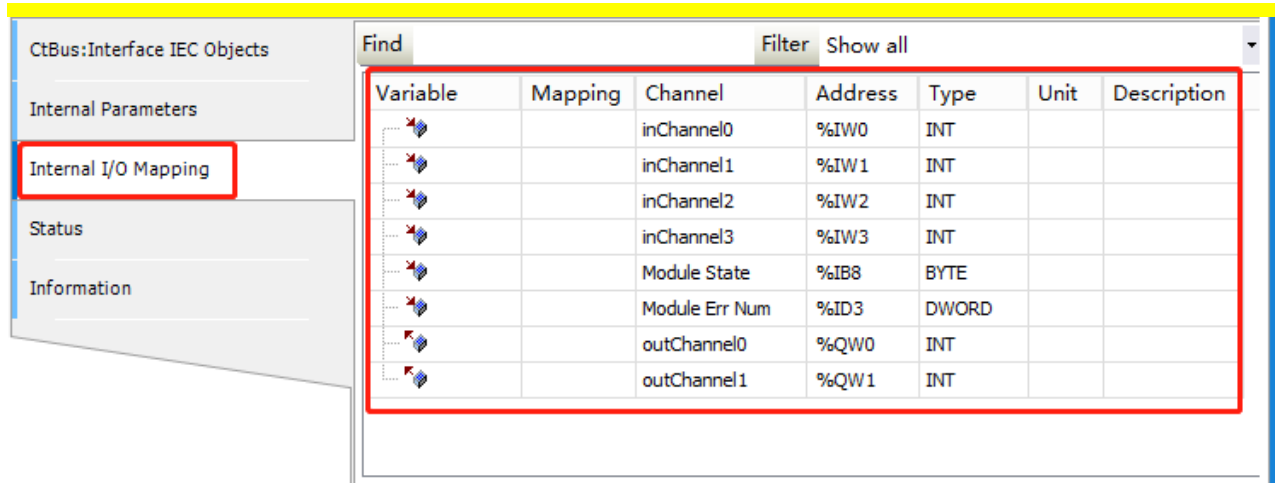 CtBus:Interface IEC Objects
Internal Parameters
Internal I/O Mapping
Status
Information
Find Filter Show all
Variable Mapping Channel Address Type Unit Description
inChannel0 %IW0 INT
inChannel1 %IW1 INT
inChannel2 %IW2 INT
inChannel3 %IW3 INT
Module State %IB8 BYTE
Module Err Num %ID3 DWORD
outChannel0 %QW0 INT
outChannel1 %QW1 INT